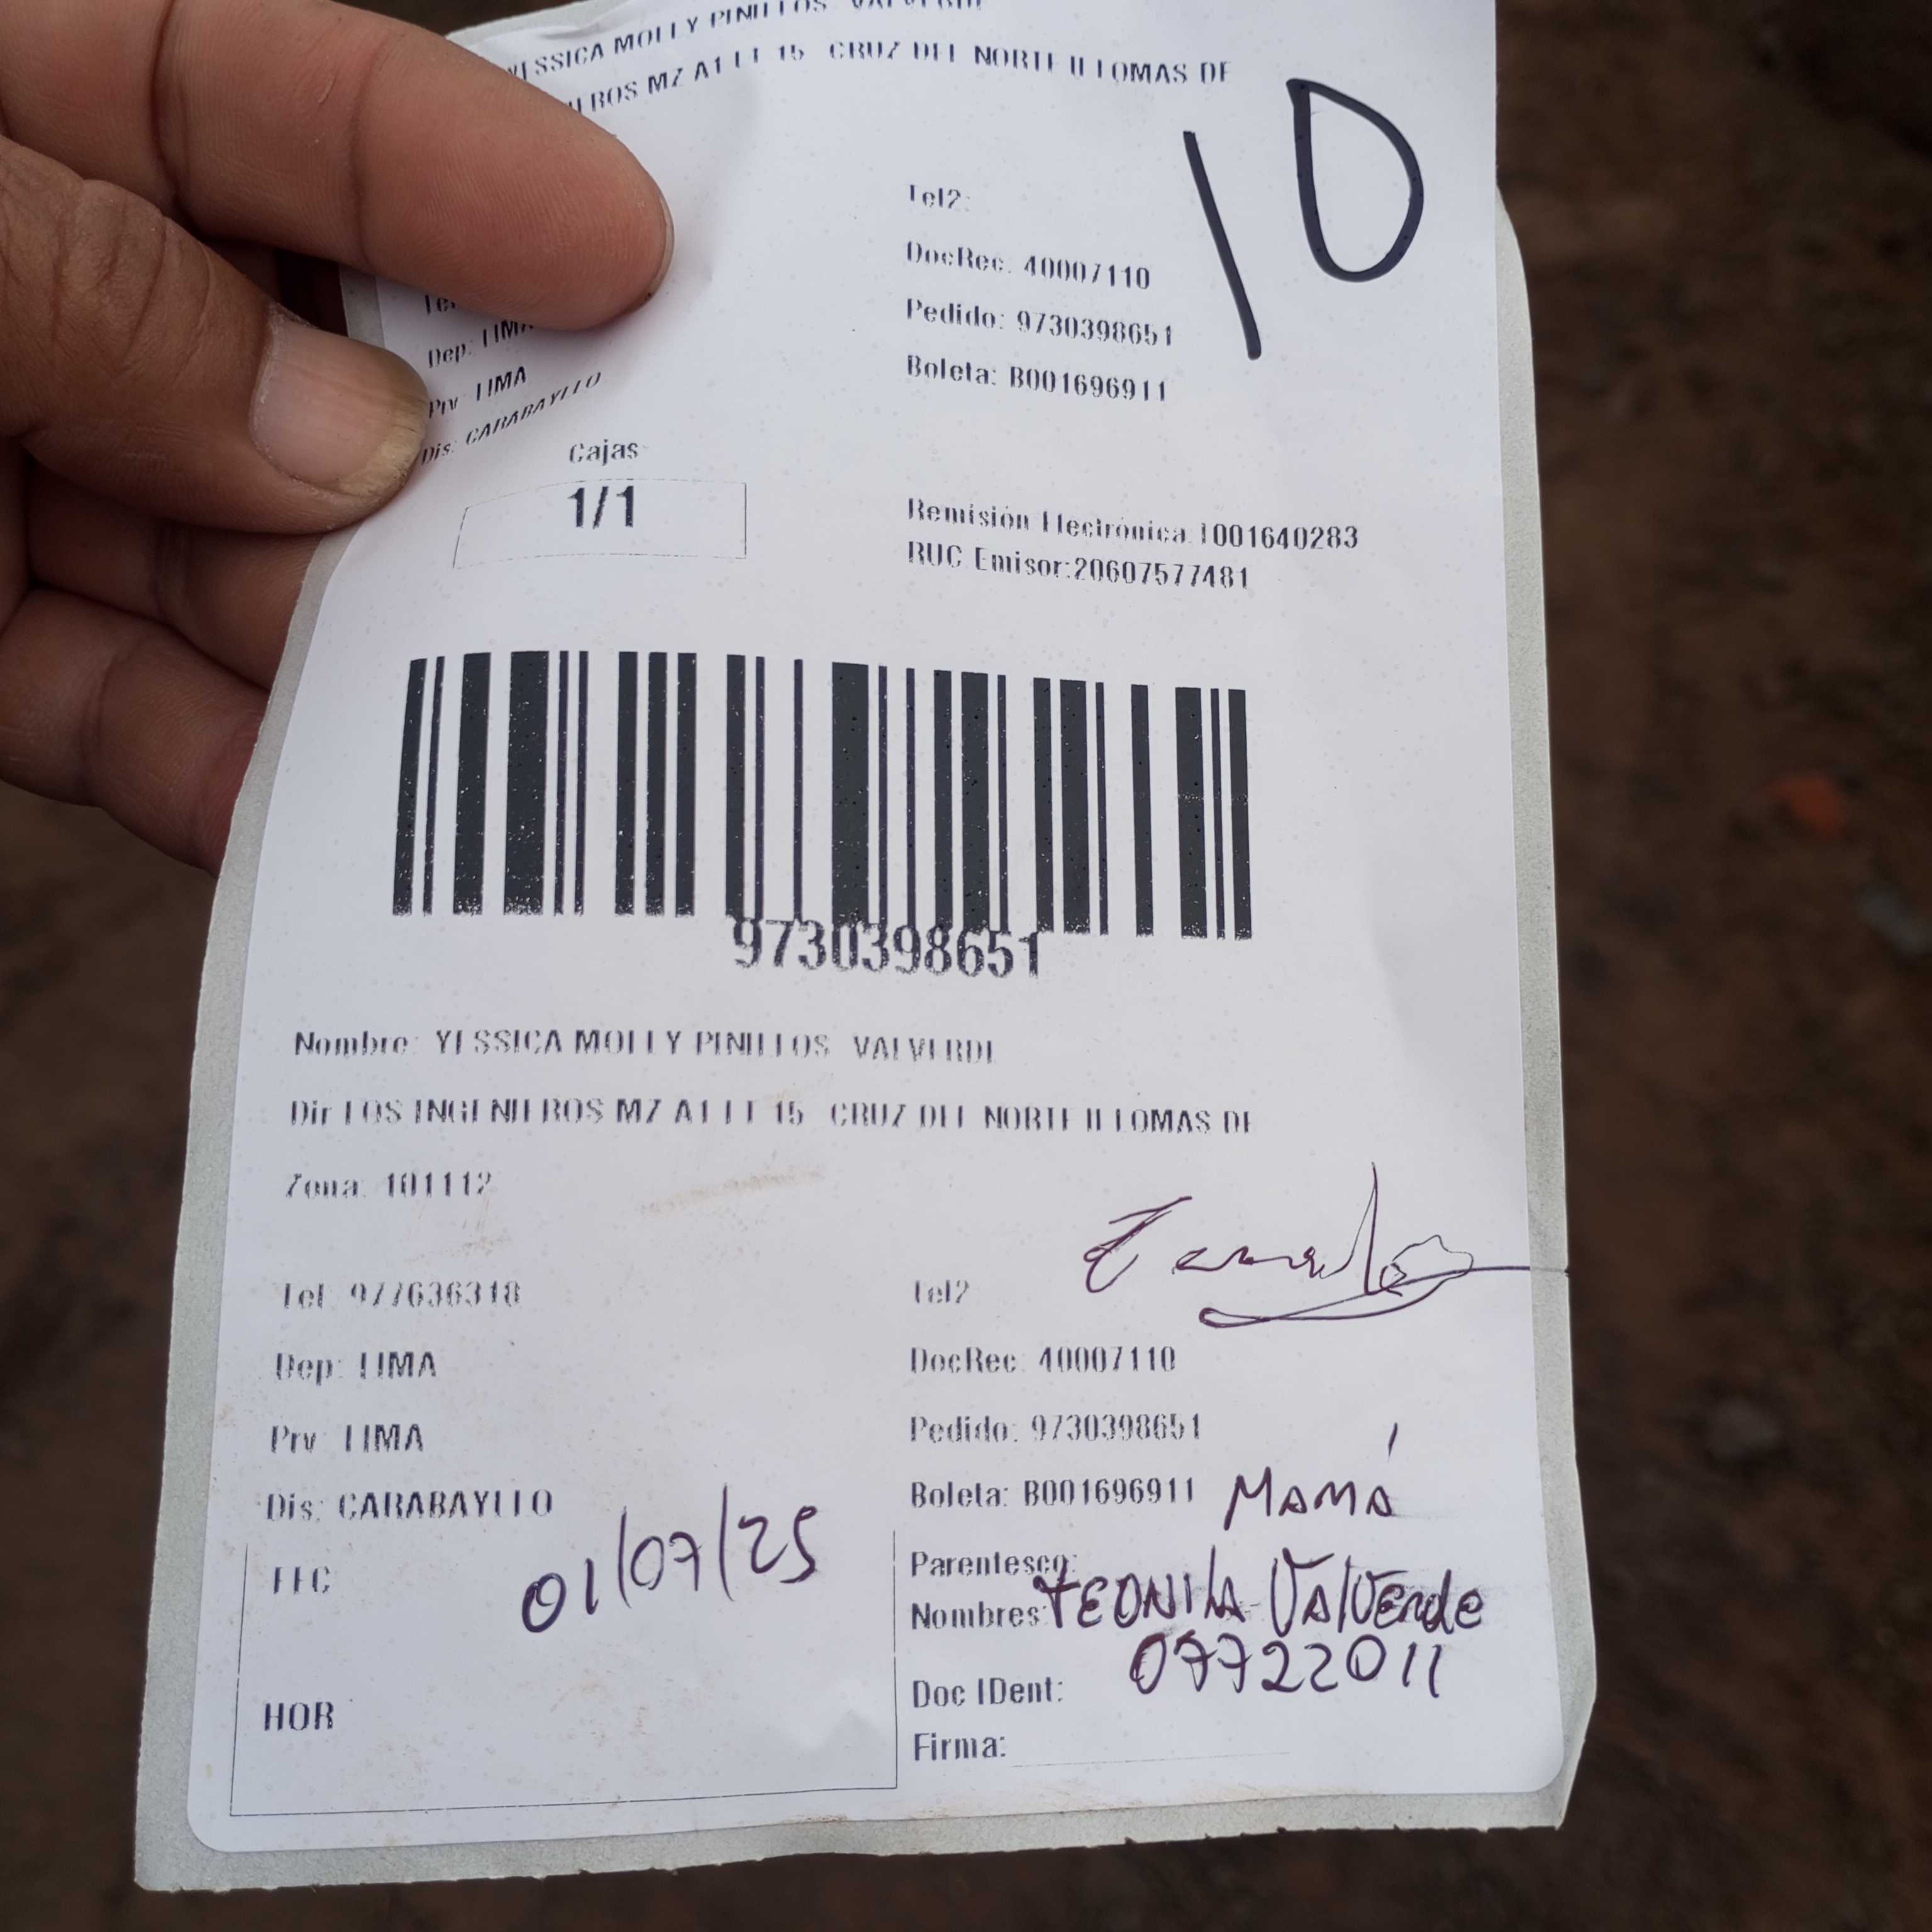 YESSICA MOLLY PINILLOS VALVERDE
MZ A1 LT 15 CRUZ DEL NORTE II LOMAS DE
10
Tel2:
DocRec: 40007110
Dep: LIMA
Pedido: 9730398651
Prv: LIMA
Boleta: B001696911
Dis: CARABAYLLO
Cajas
1/1
Remisión Electrónica:T001640283
RUC Emisor:20607577481
9730398651
Nombre: YESSICA MOLLY PINILLOS VALVERDE
Dir LOS INGENIEROS MZ A1 LT 15 CRUZ DEL NORTE II LOMAS DE
Zona: 101112
Tel: 977636318
Tel2
Dep: LIMA
DocRec: 40007110
Prv: LIMA
Pedido: 9730398651
Dis: CARABAYLLO
Boleta: B001696911
MAMÁ
Parentesco:
FEC 01/07/25
Nombres: TEONILA VALVERDE
Doc IDent: 07722011
HOR
Firma: